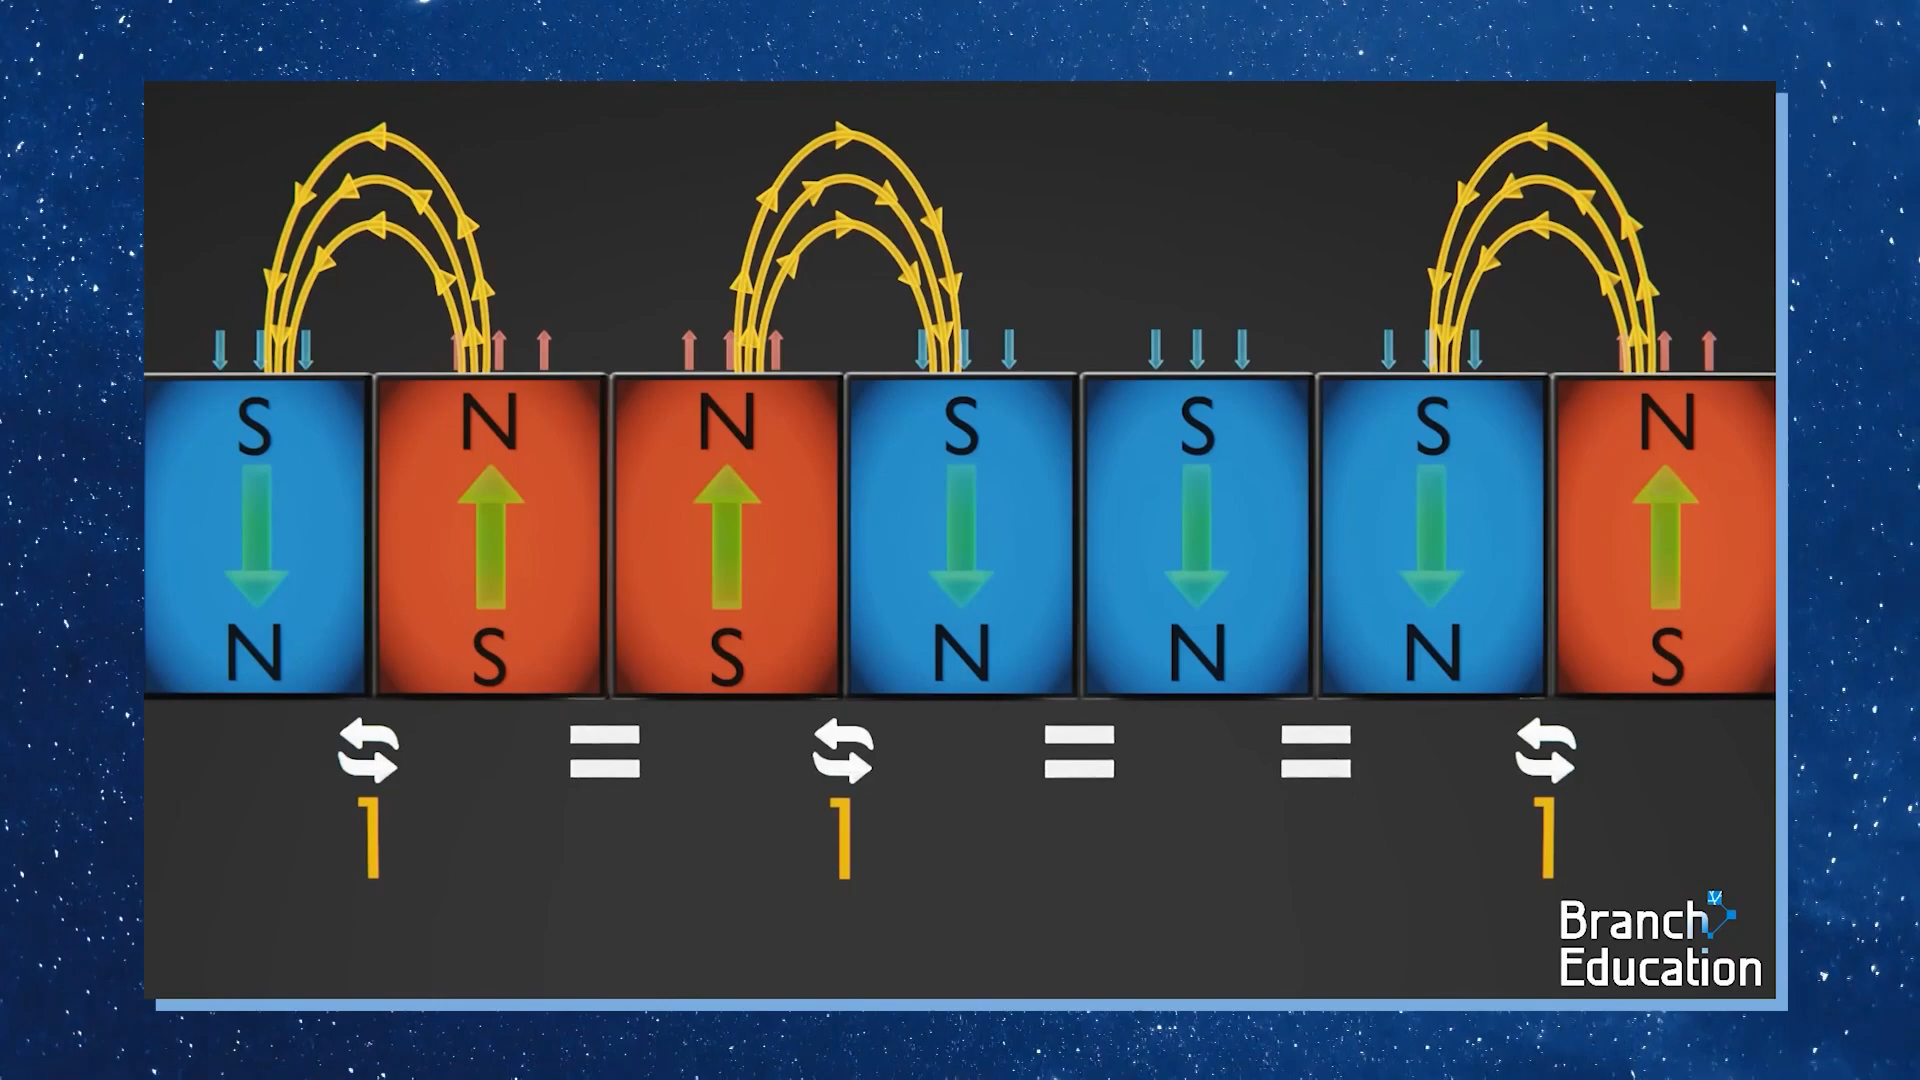 S N N S S S N
N S S N N N S
= = =
1 1 1
Branch
Education